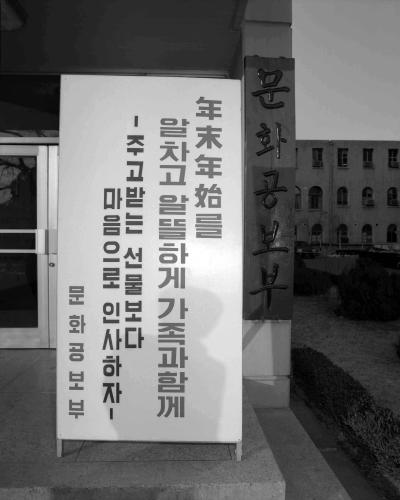 年末年始를
알차고 알뜰하게 가족과함께
-주고받는 선물보다
마음으로 인사하자-
문화공보부
문화공보부